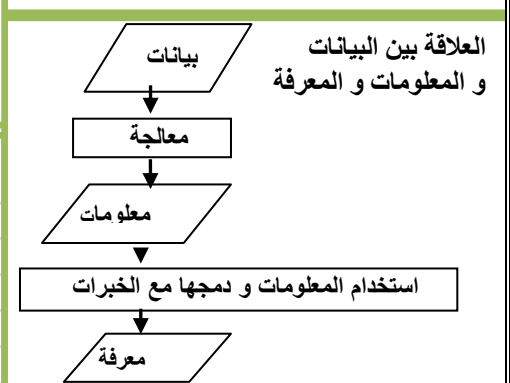 العلاقة بين البيانات
و المعلومات و المعرفة
بيانات
معالجة
معلومات
استخدام المعلومات و دمجها مع الخبرات
معرفة